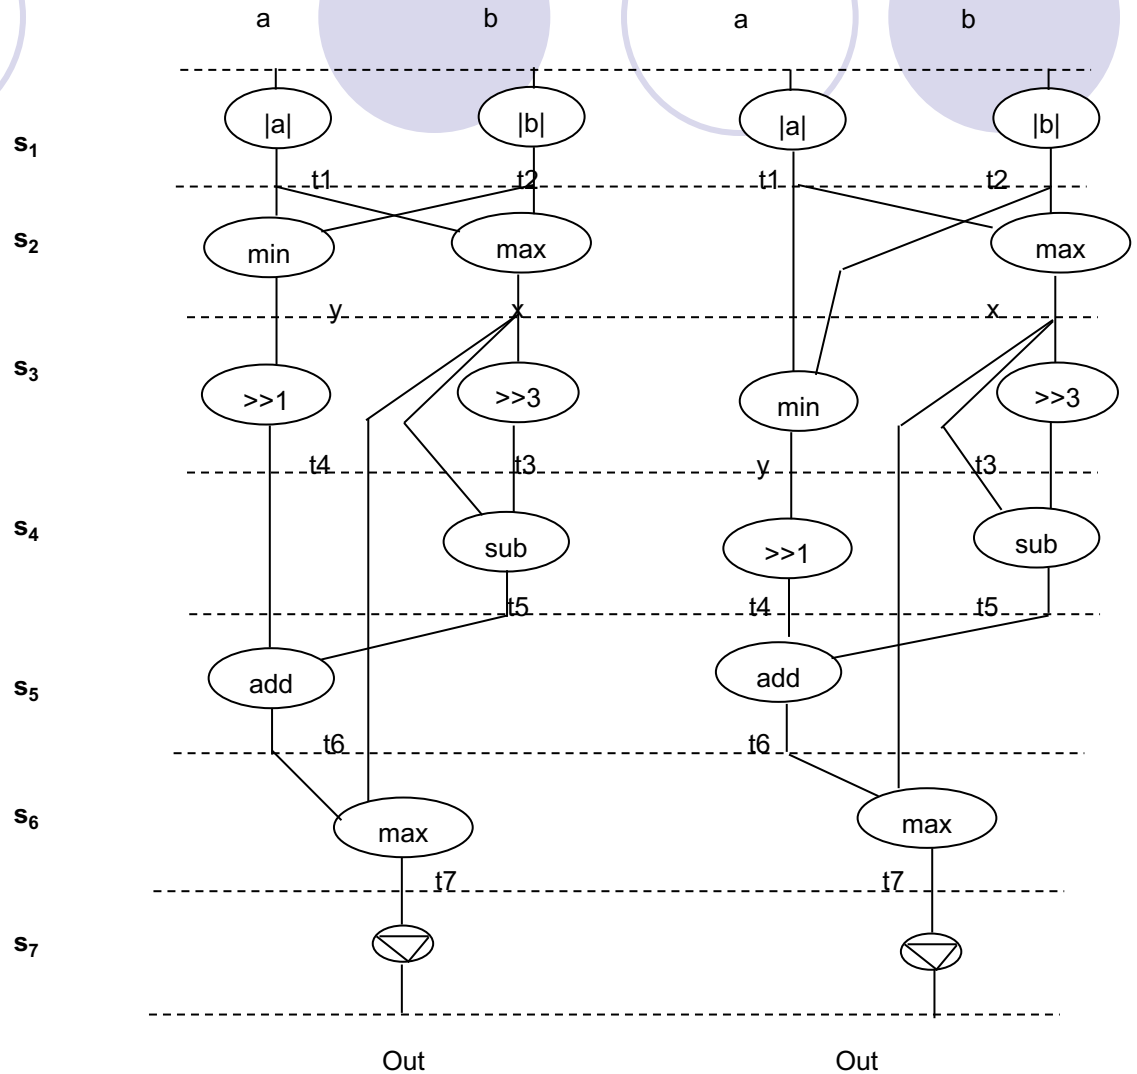 a b a b
|a| |b| |a| |b|
s1
t1 t2 t1 t2
s2
min max max
y x x
s3
>>1 >>3 min >>3
t4 t3 y t3
s4
sub >>1 sub
t5 t4 t5
s5
add add
t6 t6
s6
max max
t7 t7
s7
Out Out